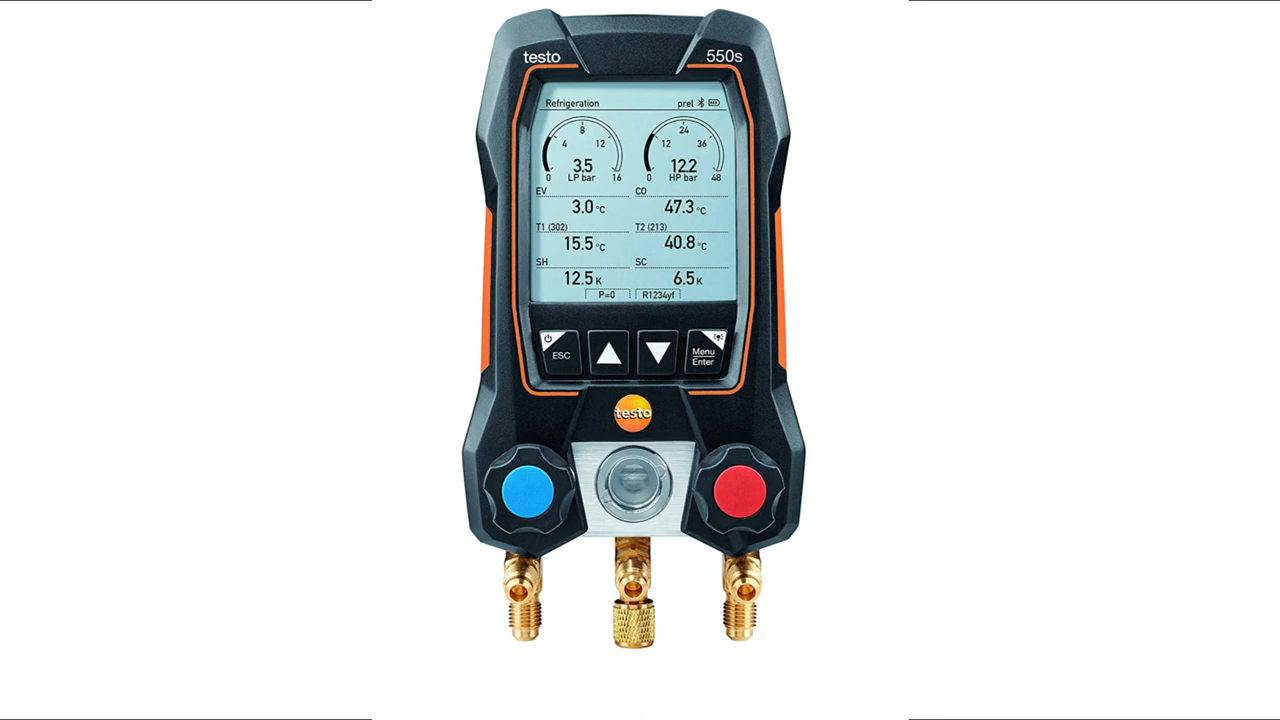 testo 550s
Refrigeration prel
8 24
4 12 12 36
3.5 12.2
0 LP bar 16 0 HP bar 48
EV CO
3.0 °C 47.3 °C
T1 (302) T2 (213)
15.5 °C 40.8 °C
SH SC
12.5 K 6.5 K
P=0 R1234yf
ESC Menu
Enter
testo